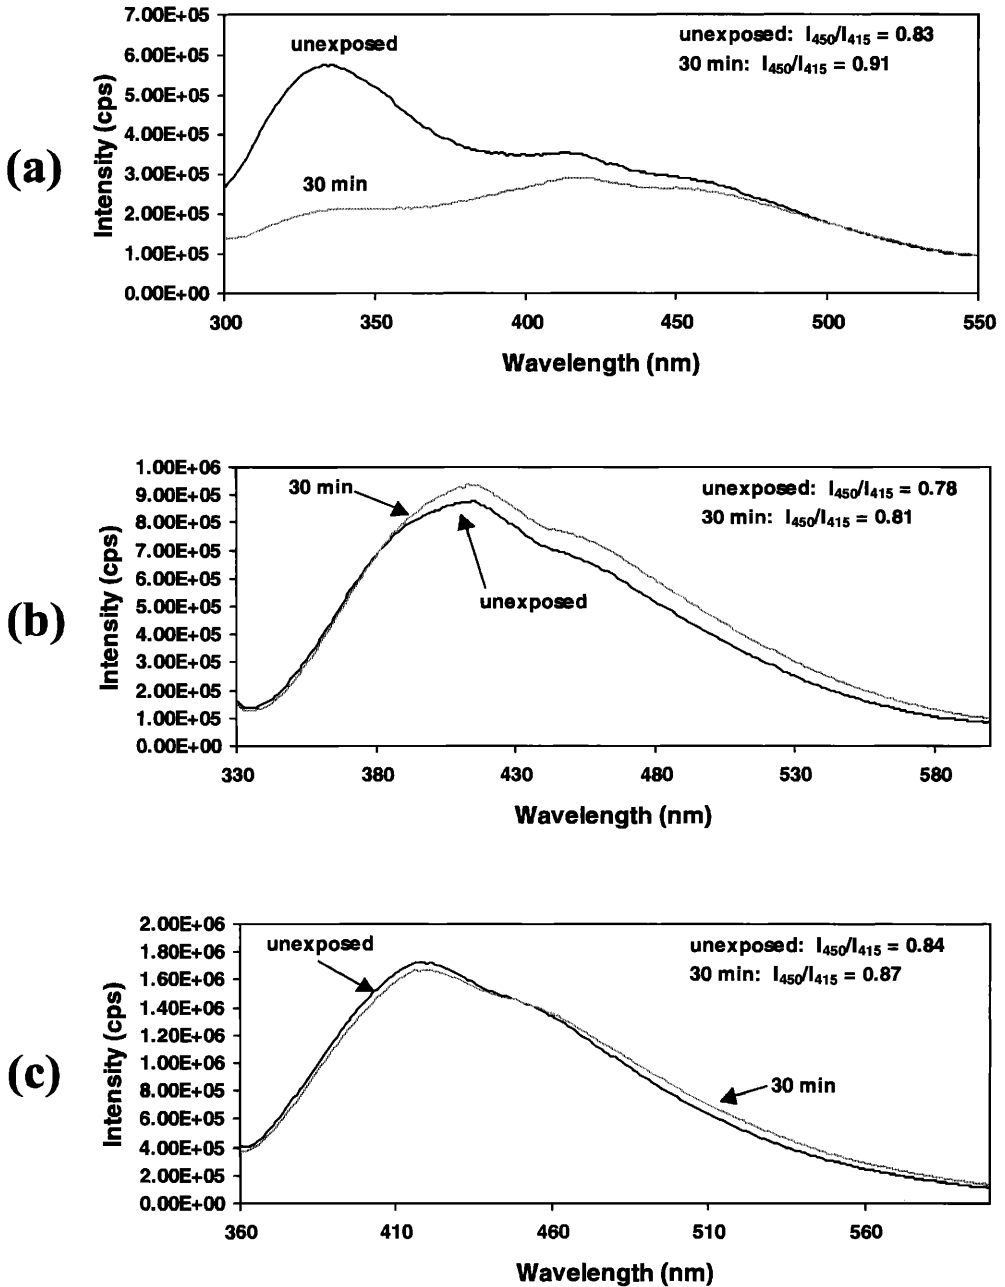 (a)
Intensity (cps)
7.00E+05
6.00E+05
5.00E+05
4.00E+05
3.00E+05
2.00E+05
1.00E+05
0.00E+00
unexposed
30 min
unexposed: I450/I415 = 0.83
30 min: I450/I415 = 0.91
300 350 400 450 500 550
Wavelength (nm)
(b)
Intensity (cps)
1.00E+06
9.00E+05
8.00E+05
7.00E+05
6.00E+05
5.00E+05
4.00E+05
3.00E+05
2.00E+05
1.00E+05
0.00E+00
30 min
unexposed
unexposed: I450/I415 = 0.78
30 min: I450/I415 = 0.81
330 380 430 480 530 580
Wavelength (nm)
(c)
Intensity (cps)
2.00E+06
1.80E+06
1.60E+06
1.40E+06
1.20E+06
1.00E+06
8.00E+05
6.00E+05
4.00E+05
2.00E+05
0.00E+00
unexposed
30 min
unexposed: I450/I415 = 0.84
30 min: I450/I415 = 0.87
360 410 460 510 560
Wavelength (nm)